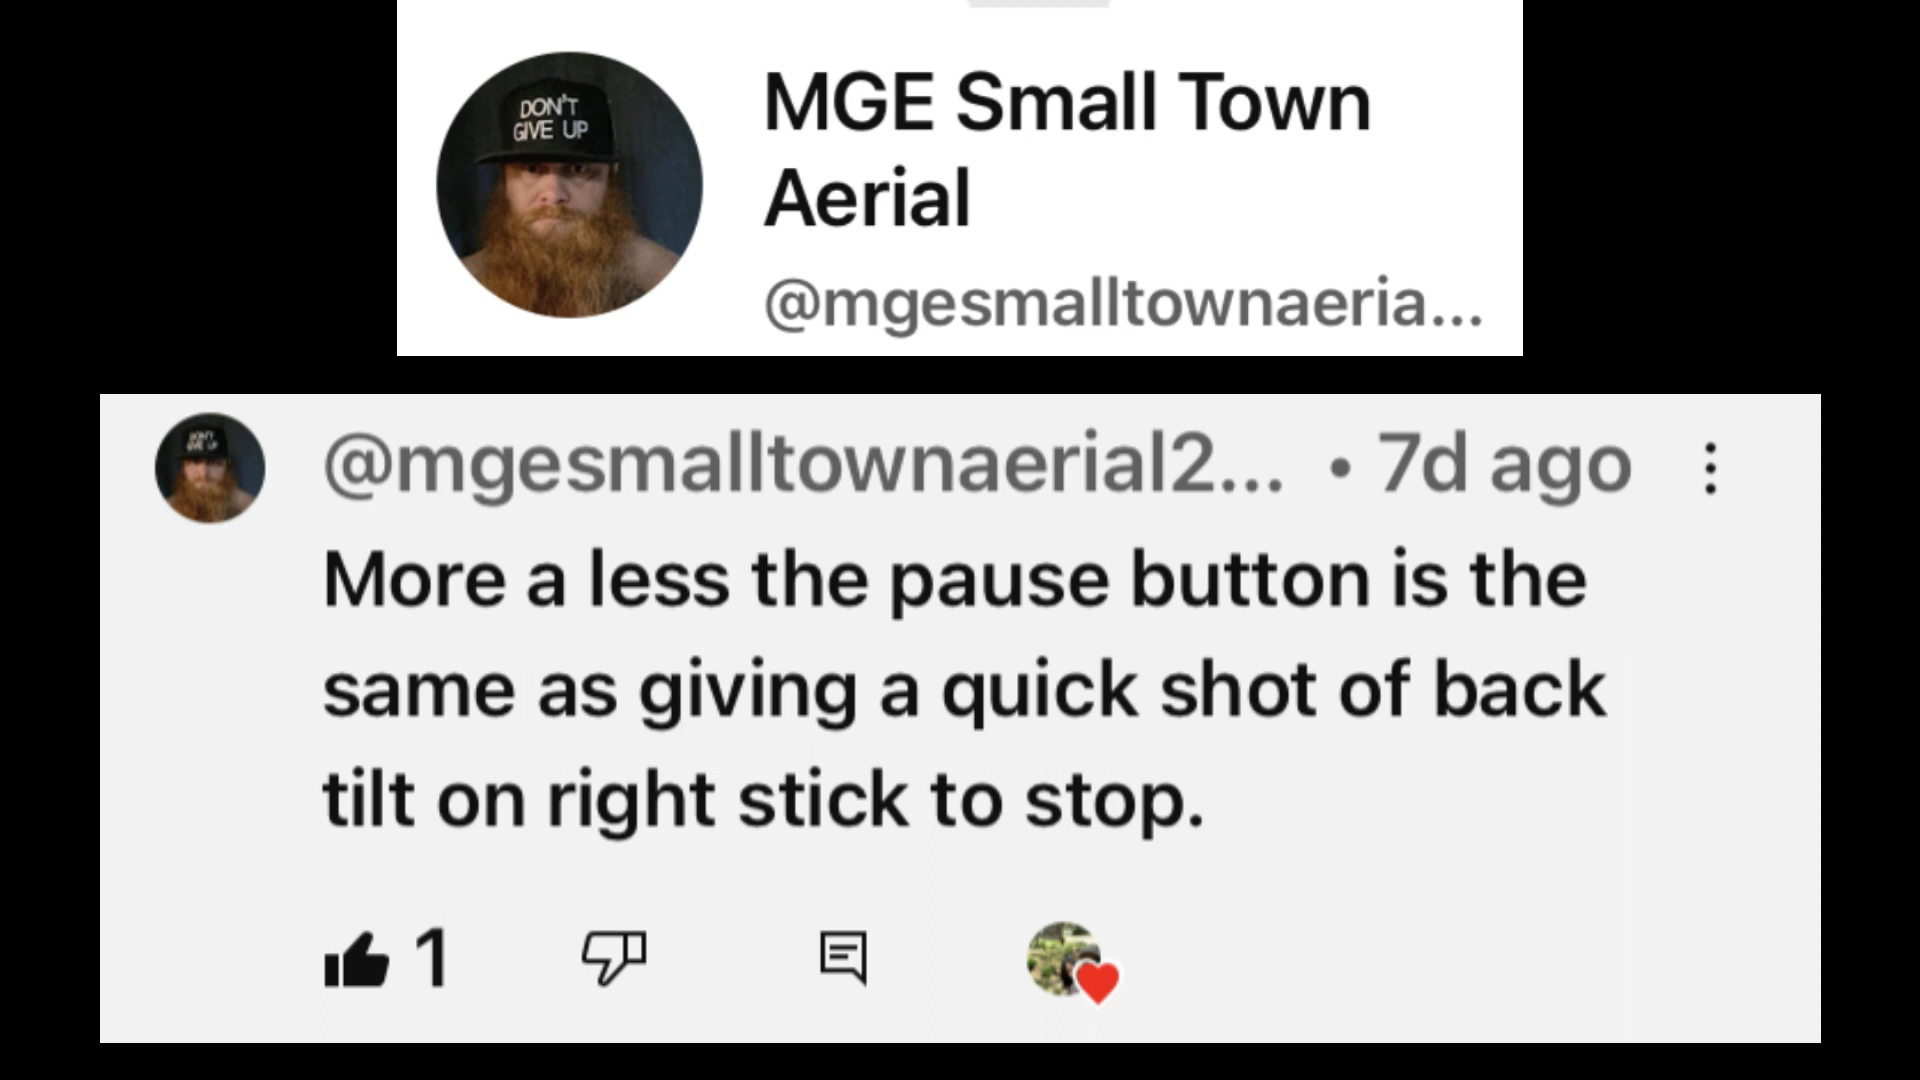 DON'T
GIVE UP
MGE Small Town
Aerial
@mgesmalltownaeria...
@mgesmalltownaerial2... • 7d ago
More a less the pause button is the
same as giving a quick shot of back
tilt on right stick to stop.
1